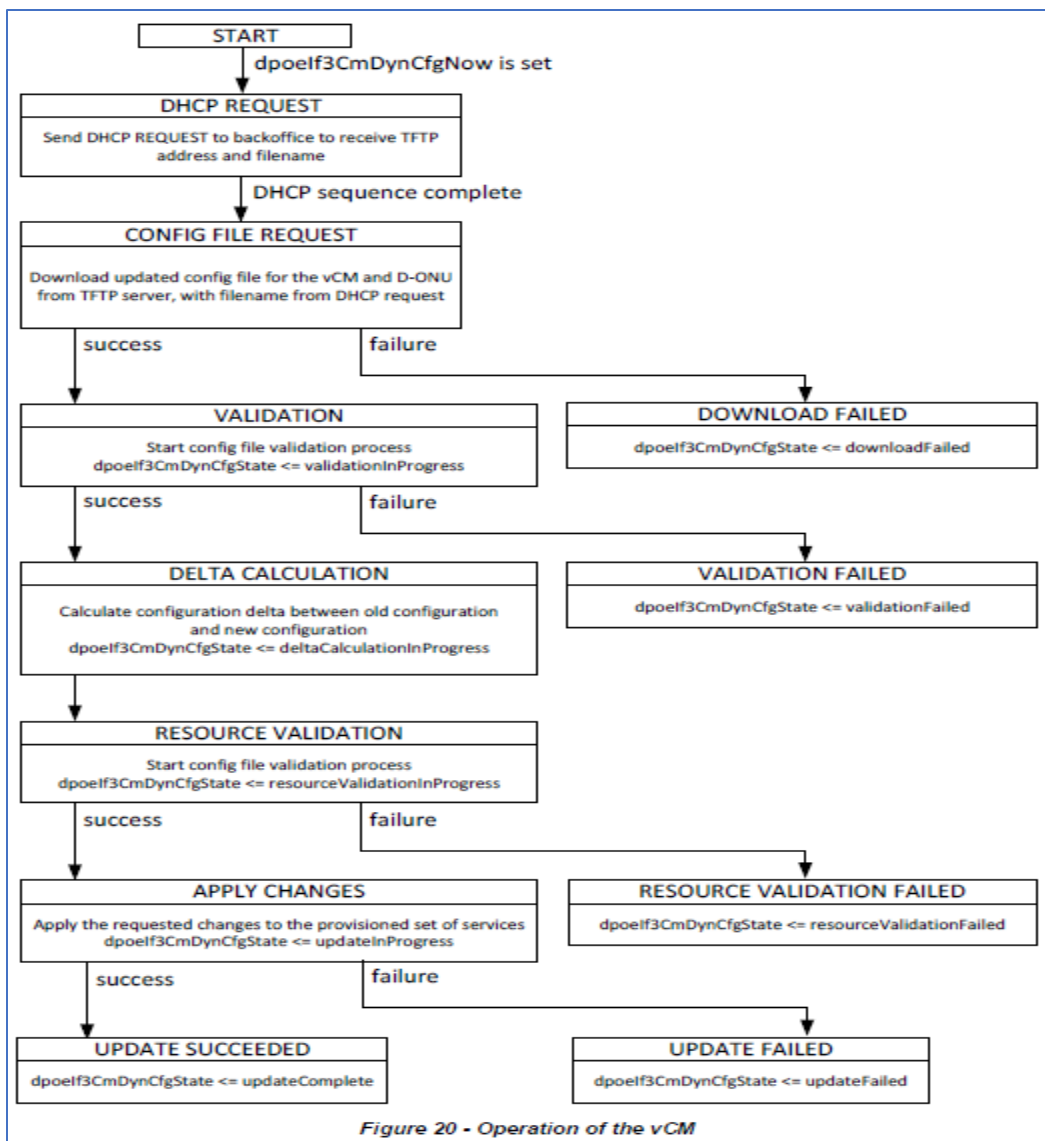 START
dpoeIf3CmDynCfgNow is set
DHCP REQUEST
Send DHCP REQUEST to backoffice to receive TFTP
address and filename
DHCP sequence complete
CONFIG FILE REQUEST
Download updated config file for the vCM and D-ONU
from TFTP server, with filename from DHCP request
success
failure
VALIDATION
Start config file validation process
dpoeIf3CmDynCfgState <= validationInProgress
DOWNLOAD FAILED
dpoeIf3CmDynCfgState <= downloadFailed
success
failure
DELTA CALCULATION
Calculate configuration delta between old configuration
and new configuration
dpoeIf3CmDynCfgState <= deltaCalculationInProgress
VALIDATION FAILED
dpoeIf3CmDynCfgState <= validationFailed
RESOURCE VALIDATION
Start config file validation process
dpoeIf3CmDynCfgState <= resourceValidationInProgress
success
failure
APPLY CHANGES
Apply the requested changes to the provisioned set of services
dpoeIf3CmDynCfgState <= updateInProgress
RESOURCE VALIDATION FAILED
dpoeIf3CmDynCfgState <= resourceValidationFailed
success
failure
UPDATE SUCCEEDED
dpoeIf3CmDynCfgState <= updateComplete
UPDATE FAILED
dpoeIf3CmDynCfgState <= updateFailed
Figure 20 - Operation of the vCM